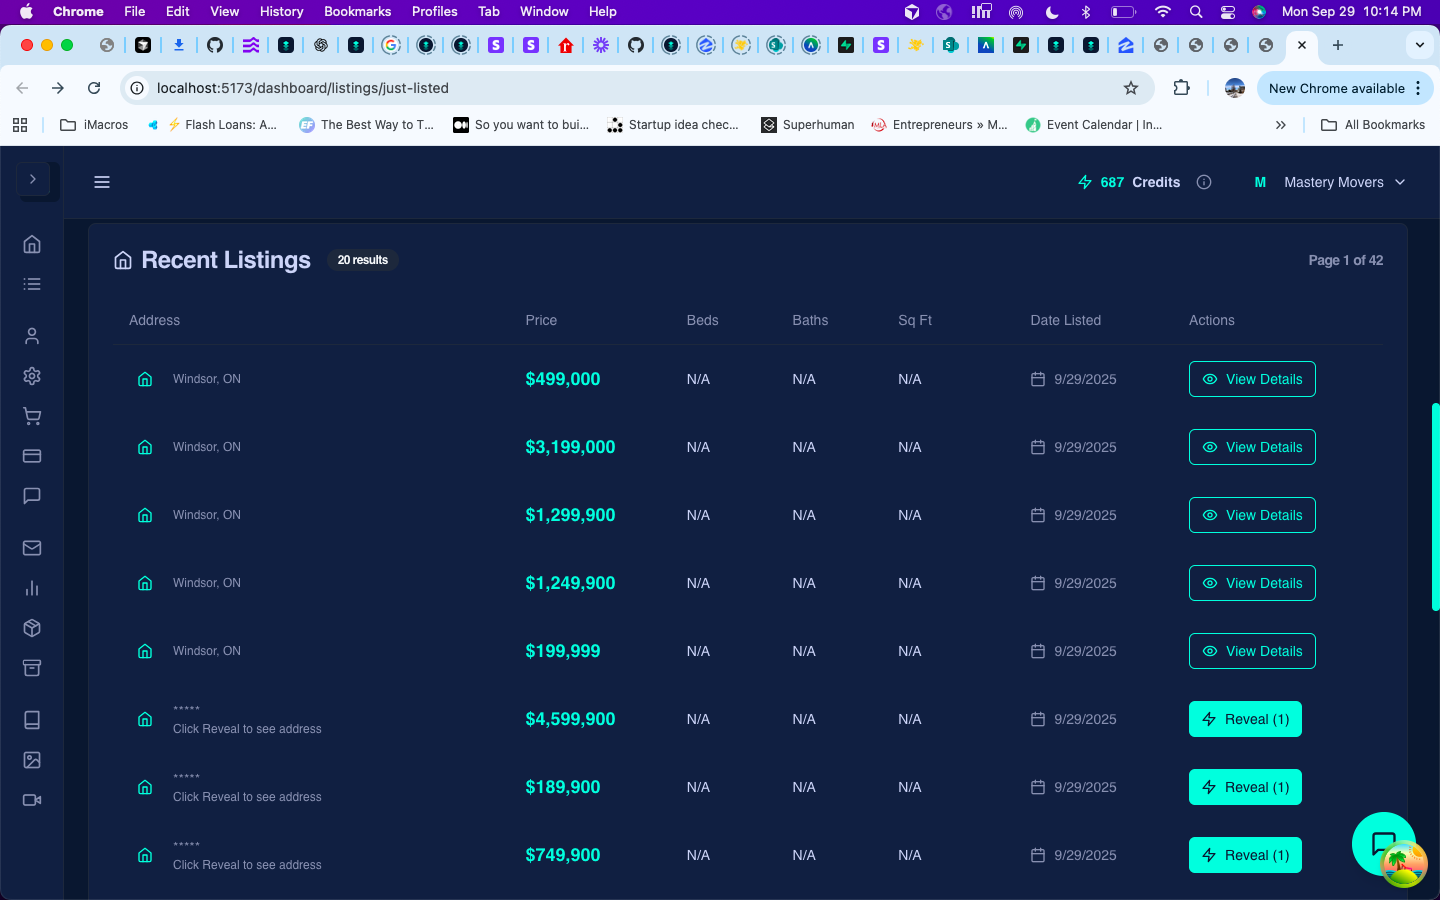 Chrome File Edit View History Bookmarks Profiles Tab Window Help Mon Sep 29 10:14 PM
localhost:5173/dashboard/listings/just-listed New Chrome available
iMacros ⚡ Flash Loans: A... The Best Way to T... So you want to bui... Startup idea chec... Superhuman Entrepreneurs » M... Event Calendar | In... All Bookmarks
687 Credits M Mastery Movers
Recent Listings 20 results Page 1 of 42
Address Price Beds Baths Sq Ft Date Listed Actions
Windsor, ON $499,000 N/A N/A N/A 9/29/2025 View Details
Windsor, ON $3,199,000 N/A N/A N/A 9/29/2025 View Details
Windsor, ON $1,299,900 N/A N/A N/A 9/29/2025 View Details
Windsor, ON $1,249,900 N/A N/A N/A 9/29/2025 View Details
Windsor, ON $199,999 N/A N/A N/A 9/29/2025 View Details
*****
Click Reveal to see address $4,599,900 N/A N/A N/A 9/29/2025 Reveal (1)
*****
Click Reveal to see address $189,900 N/A N/A N/A 9/29/2025 Reveal (1)
*****
Click Reveal to see address $749,900 N/A N/A N/A 9/29/2025 Reveal (1)